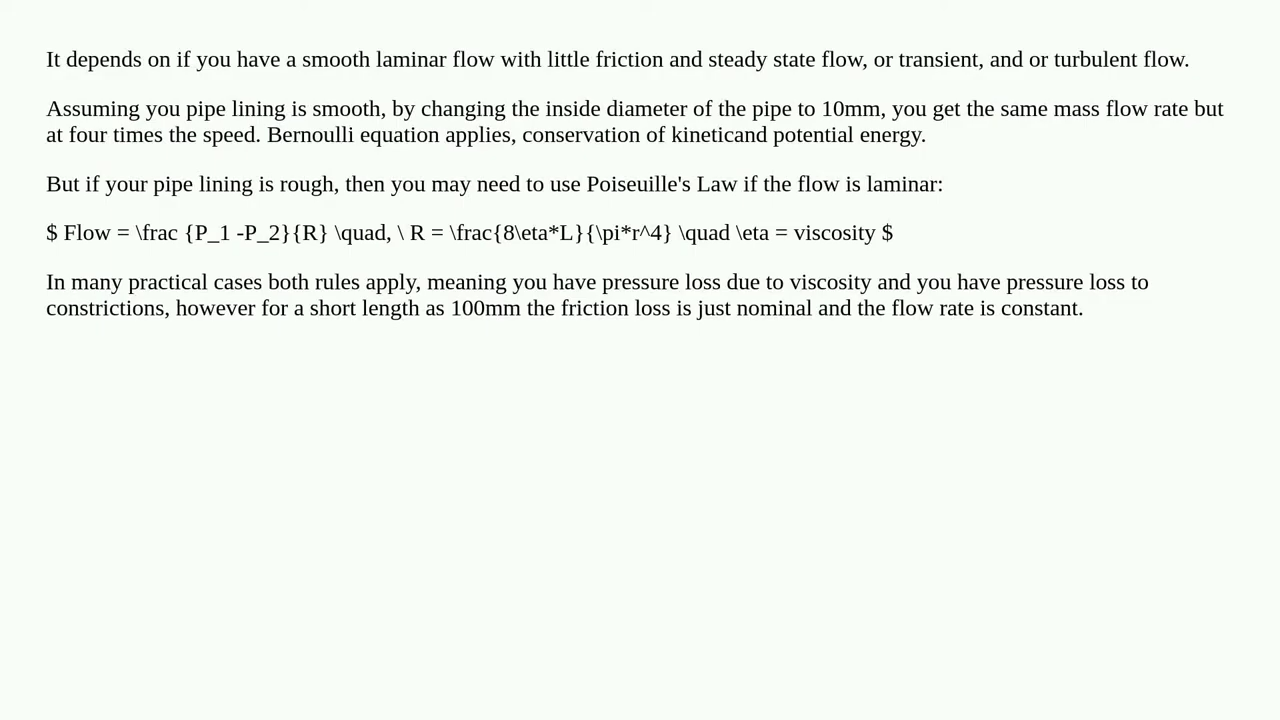 It depends on if you have a smooth laminar flow with little friction and steady state flow, or transient, and or turbulent flow.
Assuming you pipe lining is smooth, by changing the inside diameter of the pipe to 10mm, you get the same mass flow rate but
at four times the speed. Bernoulli equation applies, conservation of kineticand potential energy.
But if your pipe lining is rough, then you may need to use Poiseuille's Law if the flow is laminar:
$ Flow = \frac {P_1 -P_2}{R} \quad, \ R = \frac{8\eta*L}{\pi*r^4} \quad \eta = viscosity $
In many practical cases both rules apply, meaning you have pressure loss due to viscosity and you have pressure loss to
constrictions, however for a short length as 100mm the friction loss is just nominal and the flow rate is constant.